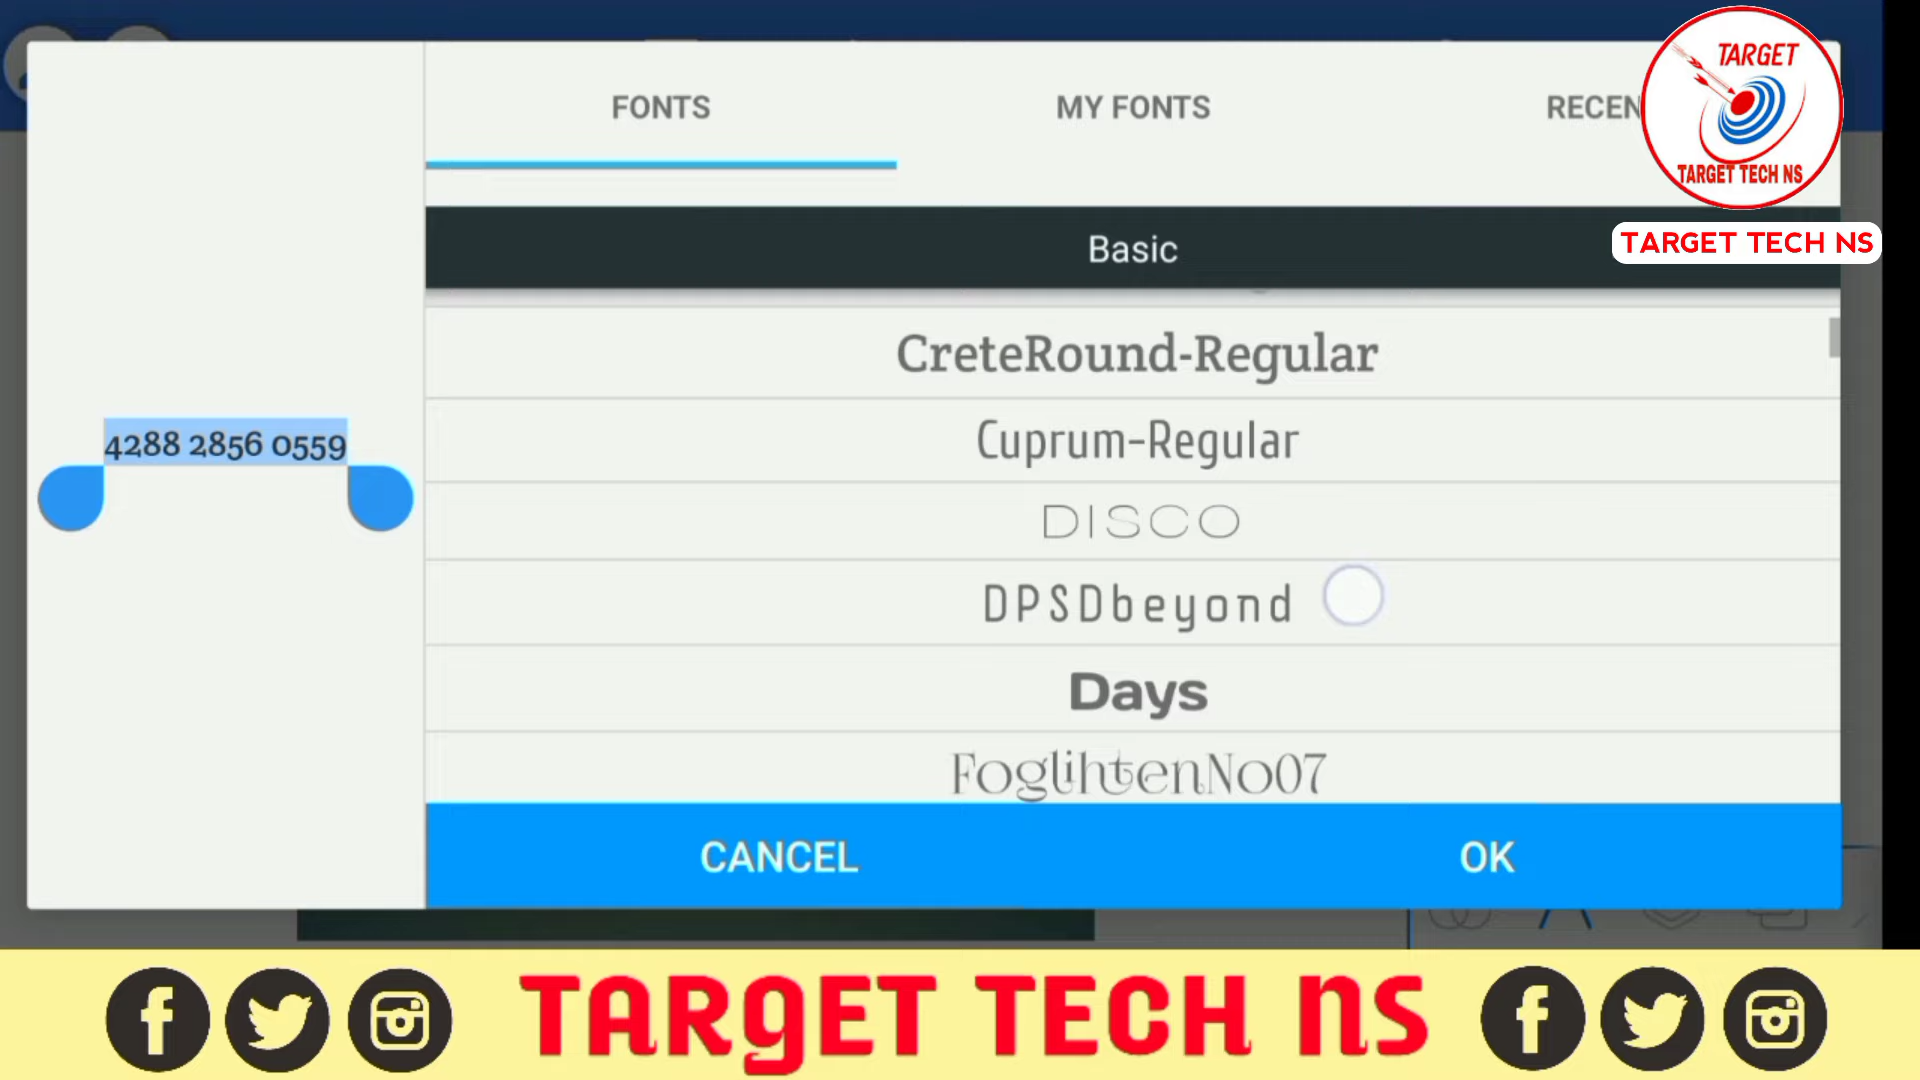 FONTS
MY FONTS
RECEN
TARGET
TARGET TECH NS
TARGET TECH NS
Basic
CreteRound-Regular
Cuprum-Regular
DISCO
DPSDbeyond
Days
FoglihtenNo07
4288 2856 0559
CANCEL
OK
TARGET TECH NS